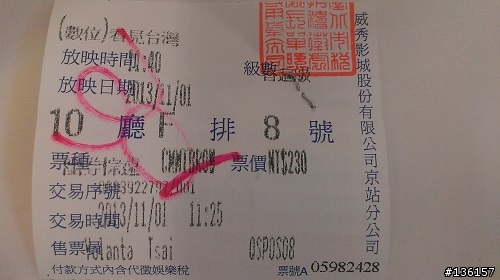 (數位)看見台灣
放映時間 11:40 級數 普遍級
放映日期 2013/11/01
10 廳 F 排 8 號
票種 票價 NT$230
交易序號
交易時間 2013/11/01 11:25
售票員 Yolanta Tsai QSPOS08
付款方式內含代徵娛樂稅 票號A 05982428
威秀影城股份有限公司京站分公司
#136157